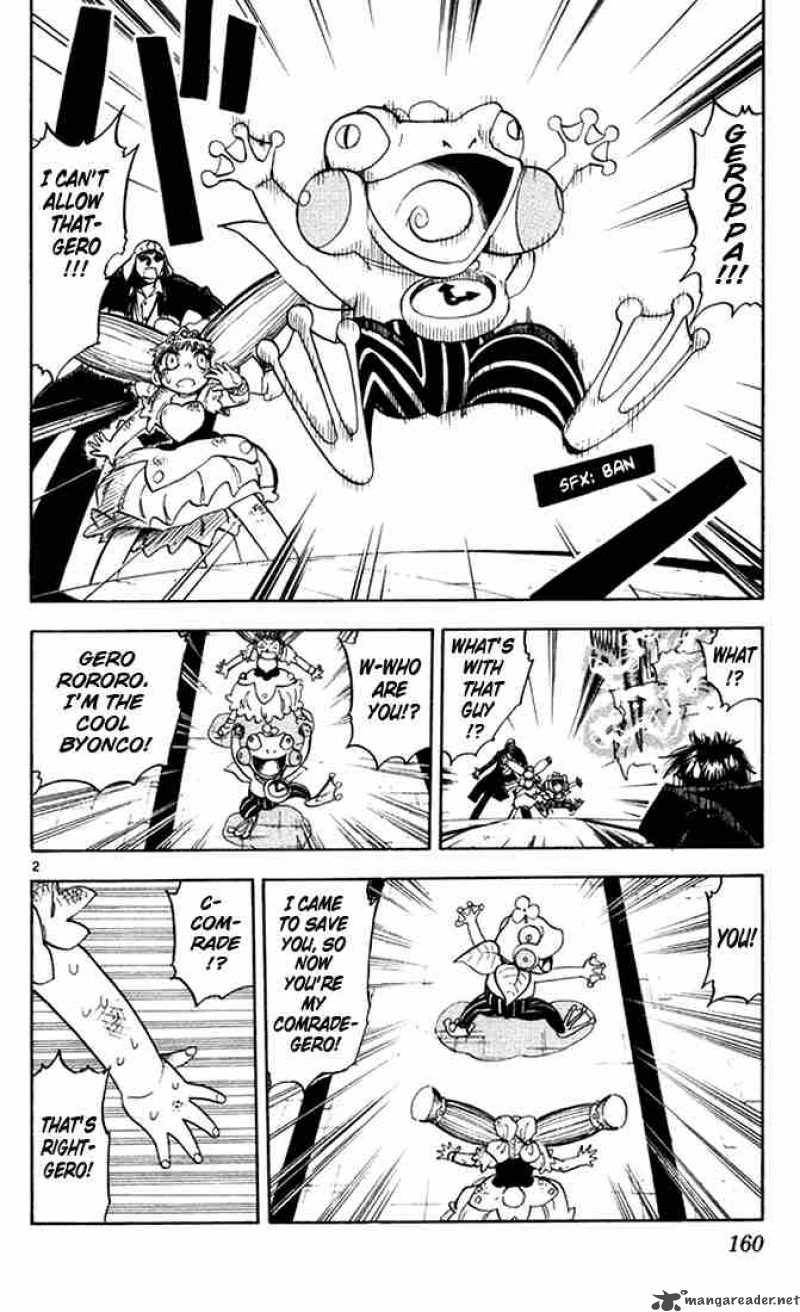 GEROPPA!!!
I CAN'T
ALLOW
THAT-
GERO
!!!
SFX: BAN
WHAT
!?
WHAT'S
WITH
THAT
GUY
!?
W-WHO
ARE
YOU!?
GERO
RORORO.
I'M THE
COOL
BYONCO!
2
YOU!
I CAME
TO SAVE
YOU, SO
NOW
YOU'RE
MY
COMRADE-
GERO!
C-
COM-
RADE
!?
THAT'S
RIGHT-
GERO!
160
mangareader.net